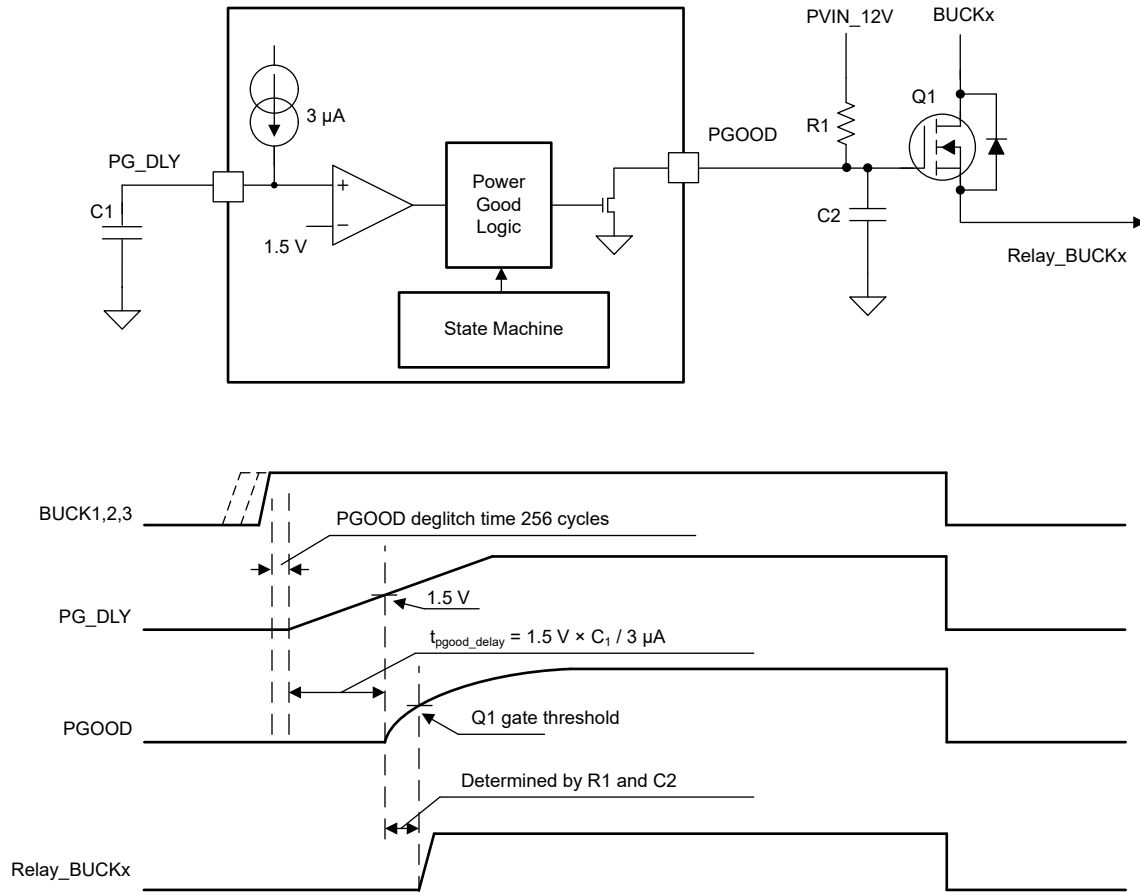 PVIN_12V
BUCKx
Q1
3 µA
R1
PGOOD
PG_DLY
+
Power
Good
Logic
C1
C2
−
1.5 V
Relay_BUCKx
State Machine
BUCK1,2,3
PGOOD deglitch time 256 cycles
1.5 V
PG_DLY
tpgood_delay = 1.5 V × C1 / 3 µA
Q1 gate threshold
PGOOD
Determined by R1 and C2
Relay_BUCKx